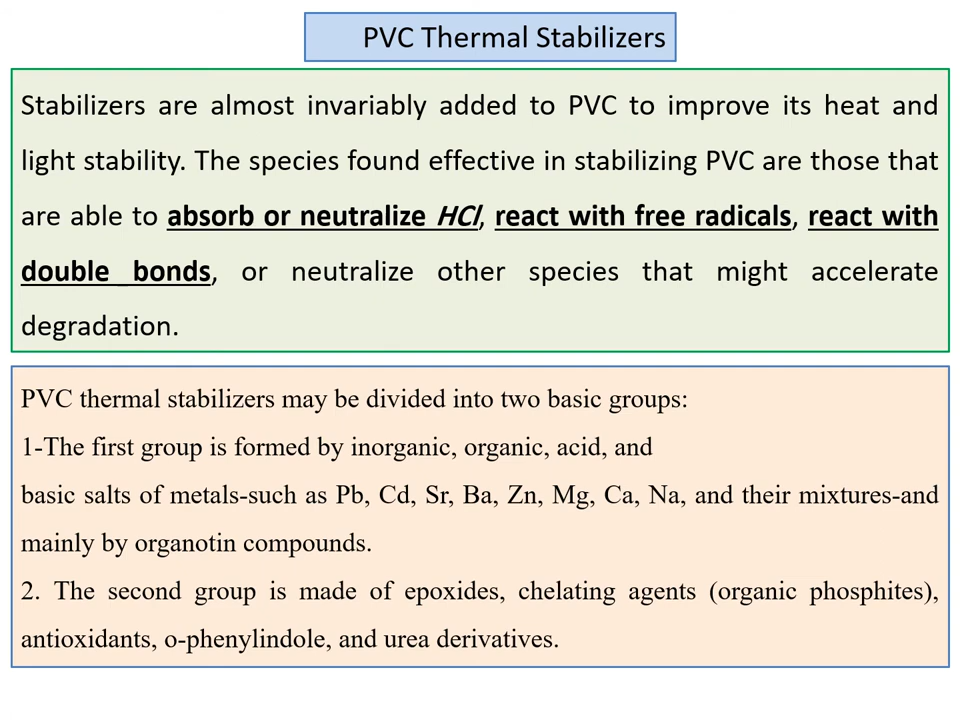 PVC Thermal Stabilizers
Stabilizers are almost invariably added to PVC to improve its heat and
light stability. The species found effective in stabilizing PVC are those that
are able to absorb or neutralize HCl, react with free radicals, react with
double bonds, or neutralize other species that might accelerate
degradation.
PVC thermal stabilizers may be divided into two basic groups:
1-The first group is formed by inorganic, organic, acid, and
basic salts of metals-such as Pb, Cd, Sr, Ba, Zn, Mg, Ca, Na, and their mixtures-and
mainly by organotin compounds.
2. The second group is made of epoxides, chelating agents (organic phosphites),
antioxidants, o-phenylindole, and urea derivatives.